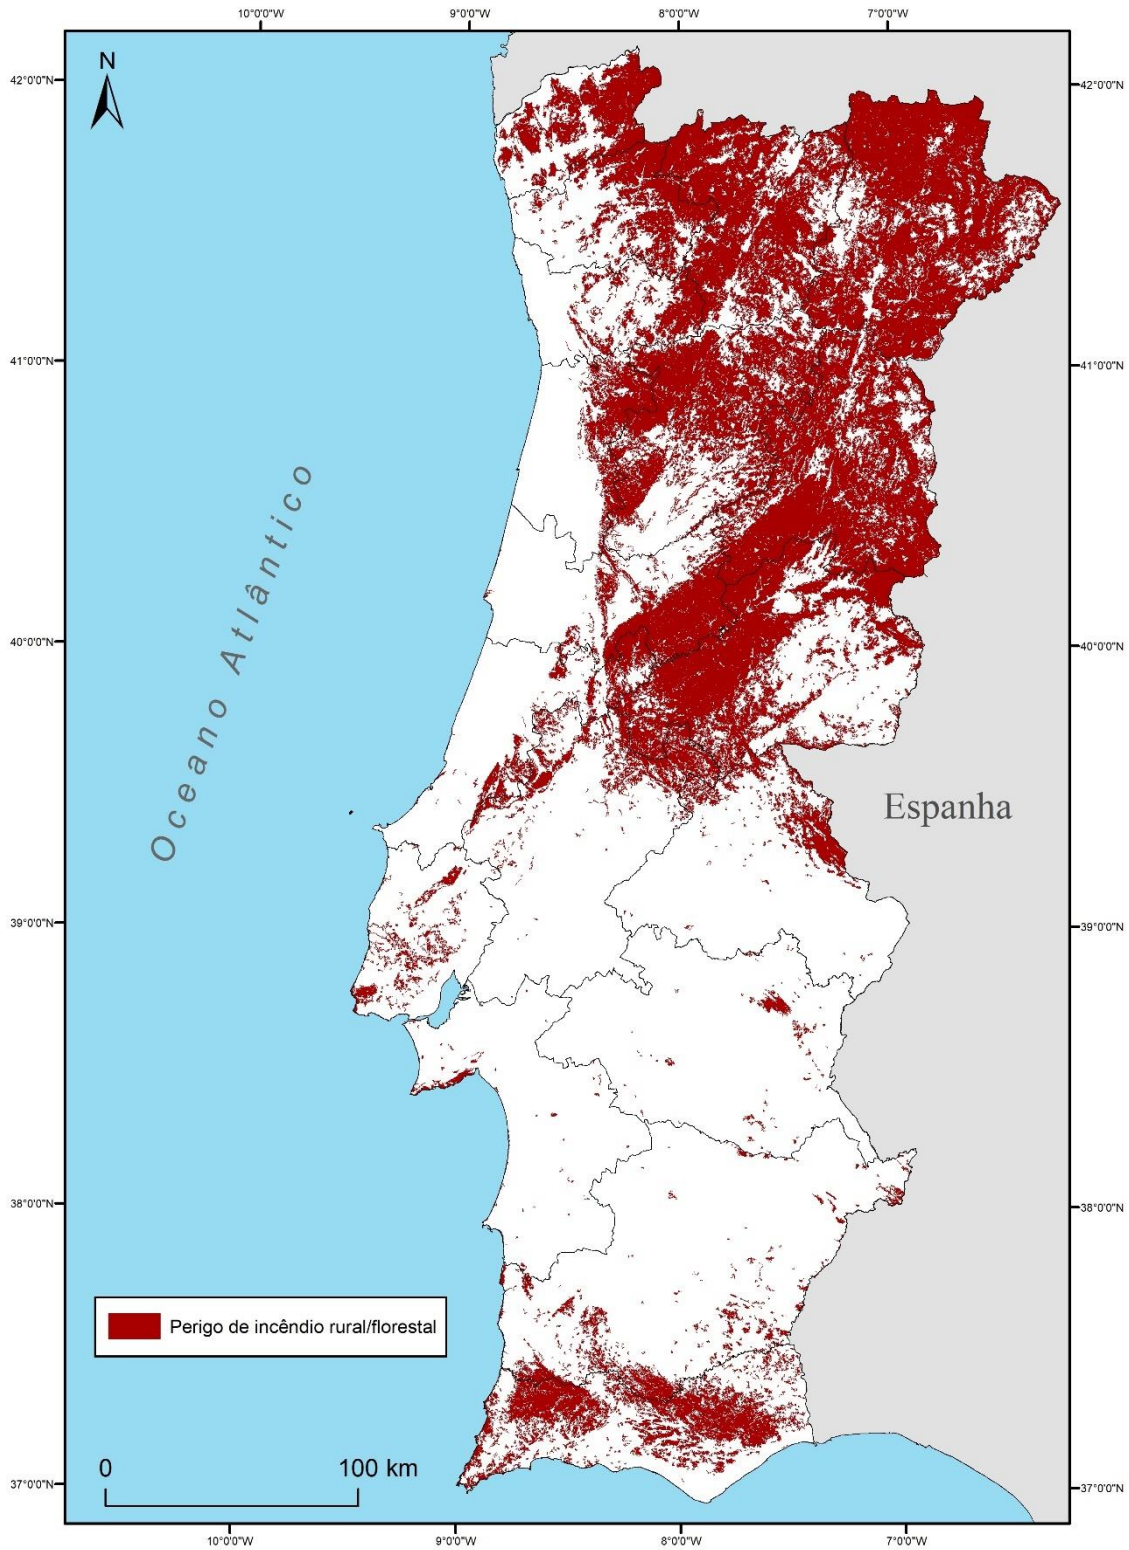 10°0'0"W 9°0'0"W 8°0'0"W 7°0'0"W
N
42°0'0"N 42°0'0"N
41°0'0"N 41°0'0"N
Oceano Atlântico
40°0'0"N 40°0'0"N
Espanha
39°0'0"N 39°0'0"N
38°0'0"N 38°0'0"N
Perigo de incêndio rural/florestal
0 100 km
37°0'0"N 37°0'0"N
10°0'0"W 9°0'0"W 8°0'0"W 7°0'0"W